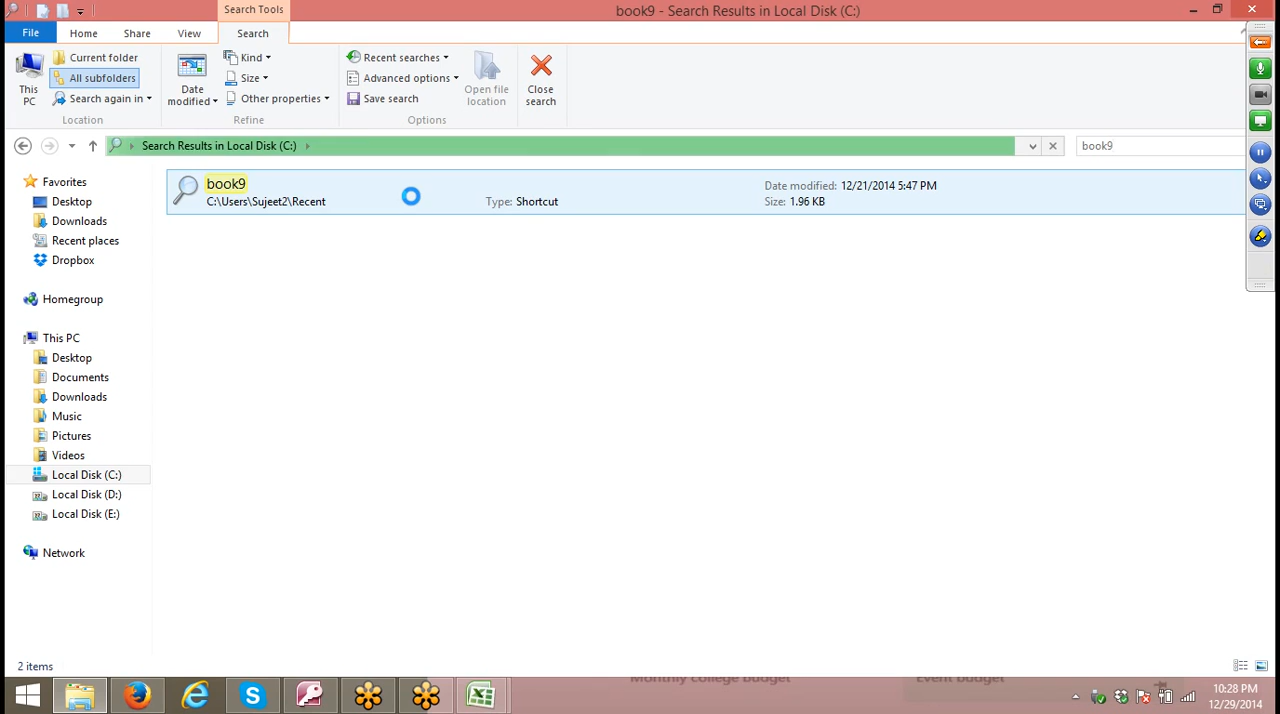 Search Tools
book9 - Search Results in Local Disk (C:)
File
Home
Share
View
Search
This PC
Current folder
All subfolders
Search again in
Location
Date modified
Kind
Size
Other properties
Refine
Recent searches
Advanced options
Save search
Options
Open file location
Close search
Search Results in Local Disk (C:)
book9
Favorites
Desktop
Downloads
Recent places
Dropbox
Homegroup
This PC
Desktop
Documents
Downloads
Music
Pictures
Videos
Local Disk (C:)
Local Disk (D:)
Local Disk (E:)
Network
book9
C:\Users\Sujeet2\Recent
Type: Shortcut
Date modified: 12/21/2014 5:47 PM
Size: 1.96 KB
2 items
Monthly college budget
Event budget
10:28 PM
12/29/2014